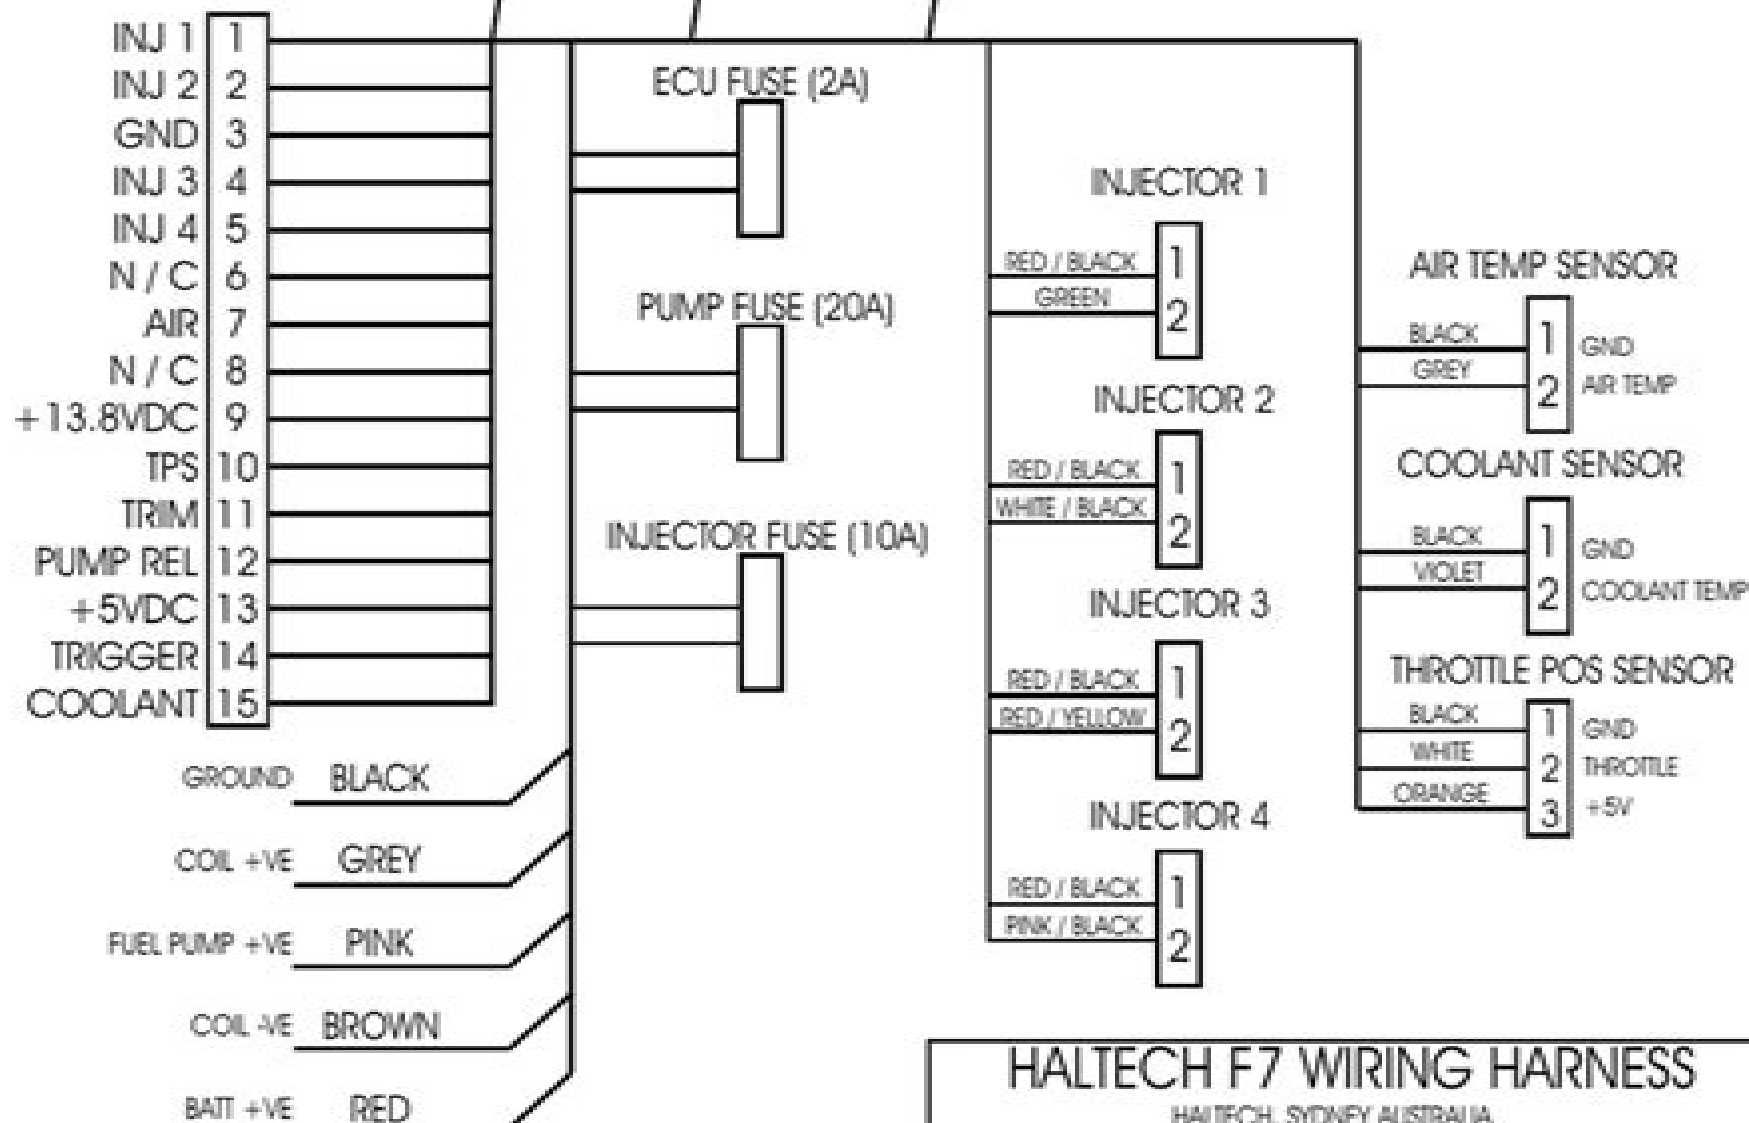 INJ 1 1
INJ 2 2
GND 3
INJ 3 4
INJ 4 5
N / C 6
AIR 7
N / C 8
+13.8VDC 9
TPS 10
TRIM 11
PUMP REL 12
+5VDC 13
TRIGGER 14
COOLANT 15
GROUND BLACK
COIL +VE GREY
FUEL PUMP +VE PINK
COIL -VE BROWN
BATT +VE RED
ECU FUSE (2A)
PUMP FUSE (20A)
INJECTOR FUSE (10A)
INJECTOR 1
RED / BLACK 1
GREEN 2
INJECTOR 2
RED / BLACK 1
WHITE / BLACK 2
INJECTOR 3
RED / BLACK 1
RED / YELLOW 2
INJECTOR 4
RED / BLACK 1
PINK / BLACK 2
AIR TEMP SENSOR
BLACK 1 GND
GREY 2 AIR TEMP
COOLANT SENSOR
BLACK 1 GND
VIOLET 2 COOLANT TEMP
THROTTLE POS SENSOR
BLACK 1 GND
WHITE 2 THROTTLE
ORANGE 3 +5V
HALTECH F7 WIRING HARNESS
HALTECH, SYDNEY AUSTRALIA